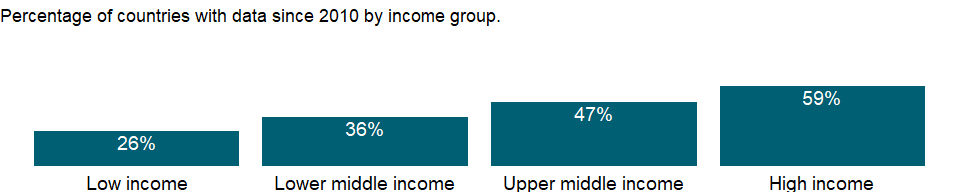 Percentage of countries with data since 2010 by income group.
59%
47%
36%
26%
Low income Lower middle income Upper middle income High income